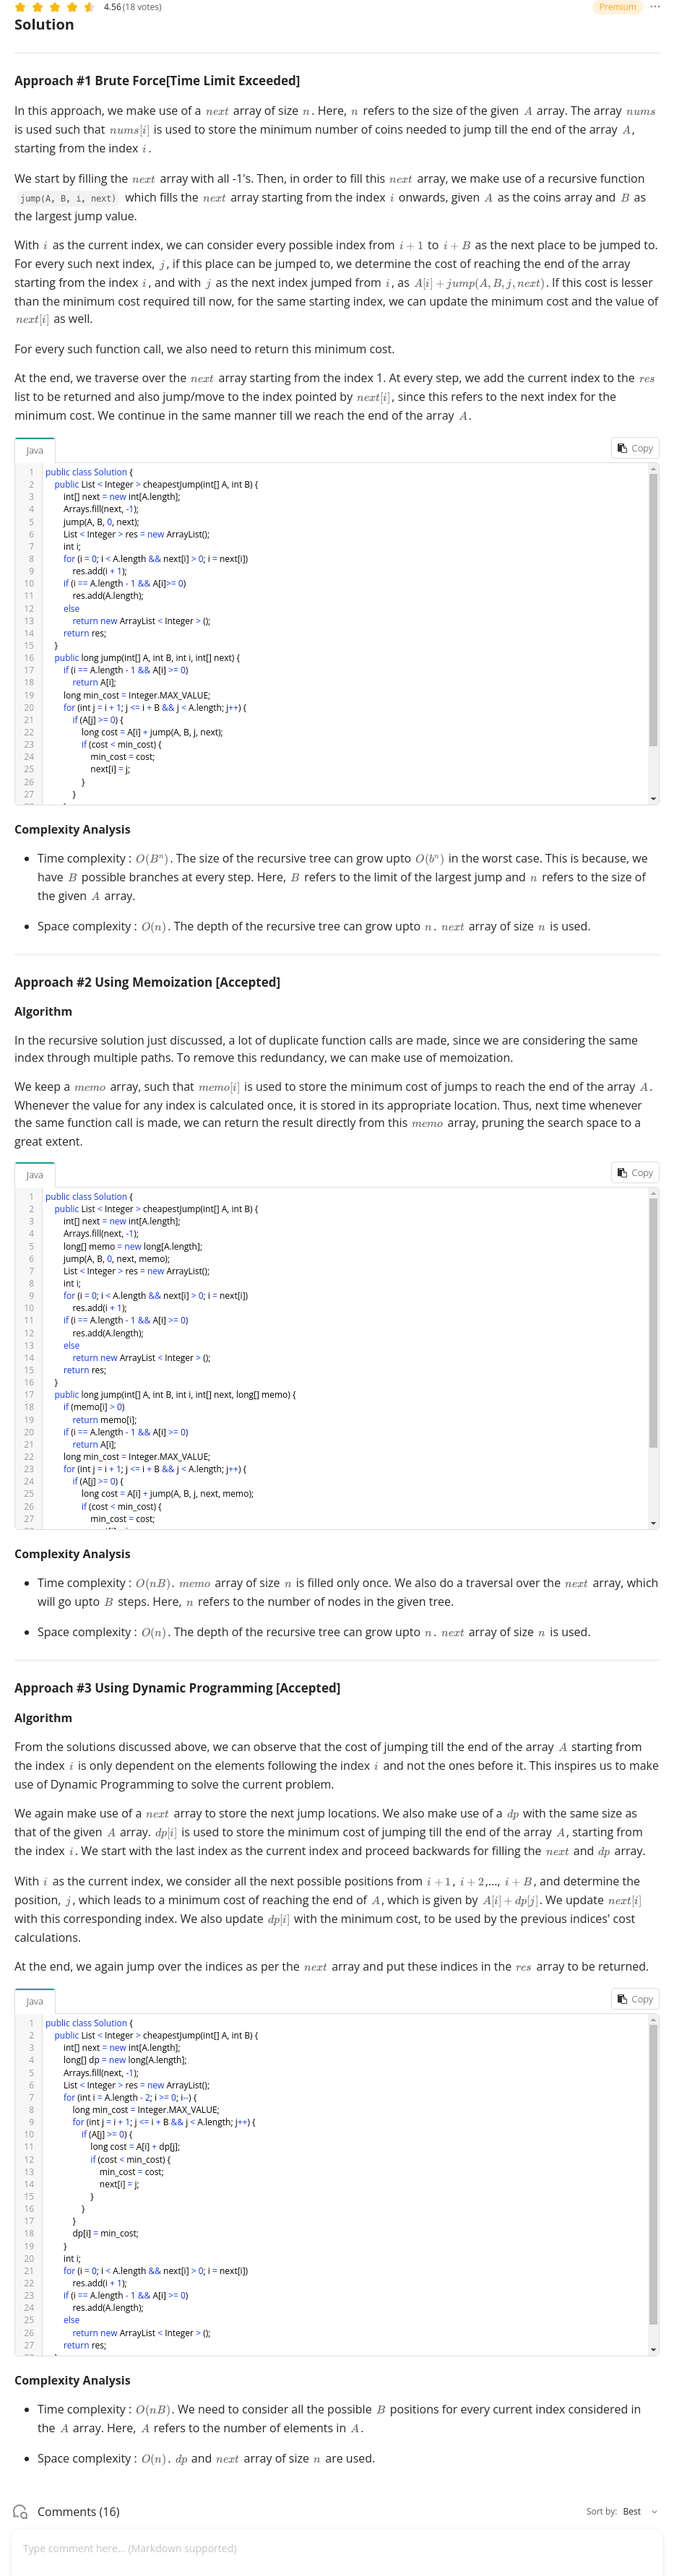 4.56 (18 votes)
Premium
Solution
Approach #1 Brute Force[Time Limit Exceeded]
In this approach, we make use of a next array of size n. Here, n refers to the size of the given A array. The array nums
is used such that nums[i] is used to store the minimum number of coins needed to jump till the end of the array A,
starting from the index i.
We start by filling the next array with all -1's. Then, in order to fill this next array, we make use of a recursive function
jump(A, B, i, next) which fills the next array starting from the index i onwards, given A as the coins array and B as
the largest jump value.
With i as the current index, we can consider every possible index from i + 1 to i + B as the next place to be jumped to.
For every such next index, j, if this place can be jumped to, we determine the cost of reaching the end of the array
starting from the index i, and with j as the next index jumped from i, as A[i] + jump(A, B, j, next). If this cost is lesser
than the minimum cost required till now, for the same starting index, we can update the minimum cost and the value of
next[i] as well.
For every such function call, we also need to return this minimum cost.
At the end, we traverse over the next array starting from the index 1. At every step, we add the current index to the res
list to be returned and also jump/move to the index pointed by next[i], since this refers to the next index for the
minimum cost. We continue in the same manner till we reach the end of the array A.
Java
Copy
1 public class Solution {
2 public List < Integer > cheapestJump(int[] A, int B) {
3 int[] next = new int[A.length];
4 Arrays.fill(next, -1);
5 jump(A, B, 0, next);
6 List < Integer > res = new ArrayList();
7 int i;
8 for (i = 0; i < A.length && next[i] > 0; i = next[i])
9 res.add(i + 1);
10 if (i == A.length - 1 && A[i]>= 0)
11 res.add(A.length);
12 else
13 return new ArrayList < Integer > ();
14 return res;
15 }
16 public long jump(int[] A, int B, int i, int[] next) {
17 if (i == A.length - 1 && A[i] >= 0)
18 return A[i];
19 long min_cost = Integer.MAX_VALUE;
20 for (int j = i + 1; j <= i + B && j < A.length; j++) {
21 if (A[j] >= 0) {
22 long cost = A[i] + jump(A, B, j, next);
23 if (cost < min_cost) {
24 min_cost = cost;
25 next[i] = j;
26 }
27 }
Complexity Analysis
• Time complexity : O(Bⁿ). The size of the recursive tree can grow upto O(bⁿ) in the worst case. This is because, we
have B possible branches at every step. Here, B refers to the limit of the largest jump and n refers to the size of
the given A array.
• Space complexity : O(n). The depth of the recursive tree can grow upto n. next array of size n is used.
Approach #2 Using Memoization [Accepted]
Algorithm
In the recursive solution just discussed, a lot of duplicate function calls are made, since we are considering the same
index through multiple paths. To remove this redundancy, we can make use of memoization.
We keep a memo array, such that memo[i] is used to store the minimum cost of jumps to reach the end of the array A.
Whenever the value for any index is calculated once, it is stored in its appropriate location. Thus, next time whenever
the same function call is made, we can return the result directly from this memo array, pruning the search space to a
great extent.
Java
Copy
1 public class Solution {
2 public List < Integer > cheapestJump(int[] A, int B) {
3 int[] next = new int[A.length];
4 Arrays.fill(next, -1);
5 long[] memo = new long[A.length];
6 jump(A, B, 0, next, memo);
7 List < Integer > res = new ArrayList();
8 int i;
9 for (i = 0; i < A.length && next[i] > 0; i = next[i])
10 res.add(i + 1);
11 if (i == A.length - 1 && A[i] >= 0)
12 res.add(A.length);
13 else
14 return new ArrayList < Integer > ();
15 return res;
16 }
17 public long jump(int[] A, int B, int i, int[] next, long[] memo) {
18 if (memo[i] > 0)
19 return memo[i];
20 if (i == A.length - 1 && A[i] >= 0)
21 return A[i];
22 long min_cost = Integer.MAX_VALUE;
23 for (int j = i + 1; j <= i + B && j < A.length; j++) {
24 if (A[j] >= 0) {
25 long cost = A[i] + jump(A, B, j, next, memo);
26 if (cost < min_cost) {
27 min_cost = cost;
Complexity Analysis
• Time complexity : O(nB). memo array of size n is filled only once. We also do a traversal over the next array, which
will go upto B steps. Here, n refers to the number of nodes in the given tree.
• Space complexity : O(n). The depth of the recursive tree can grow upto n. next array of size n is used.
Approach #3 Using Dynamic Programming [Accepted]
Algorithm
From the solutions discussed above, we can observe that the cost of jumping till the end of the array A starting from
the index i is only dependent on the elements following the index i and not the ones before it. This inspires us to make
use of Dynamic Programming to solve the current problem.
We again make use of a next array to store the next jump locations. We also make use of a dp with the same size as
that of the given A array. dp[i] is used to store the minimum cost of jumping till the end of the array A, starting from
the index i. We start with the last index as the current index and proceed backwards for filling the next and dp array.
With i as the current index, we consider all the next possible positions from i + 1, i + 2,..., i + B, and determine the
position, j, which leads to a minimum cost of reaching the end of A, which is given by A[i] + dp[j]. We update next[i]
with this corresponding index. We also update dp[i] with the minimum cost, to be used by the previous indices' cost
calculations.
At the end, we again jump over the indices as per the next array and put these indices in the res array to be returned.
Java
Copy
1 public class Solution {
2 public List < Integer > cheapestJump(int[] A, int B) {
3 int[] next = new int[A.length];
4 long[] dp = new long[A.length];
5 Arrays.fill(next, -1);
6 List < Integer > res = new ArrayList();
7 for (int i = A.length - 2; i >= 0; i--) {
8 long min_cost = Integer.MAX_VALUE;
9 for (int j = i + 1; j <= i + B && j < A.length; j++) {
10 if (A[j] >= 0) {
11 long cost = A[i] + dp[j];
12 if (cost < min_cost) {
13 min_cost = cost;
14 next[i] = j;
15 }
16 }
17 }
18 dp[i] = min_cost;
19 }
20 int i;
21 for (i = 0; i < A.length && next[i] > 0; i = next[i])
22 res.add(i + 1);
23 if (i == A.length - 1 && A[i] >= 0)
24 res.add(A.length);
25 else
26 return new ArrayList < Integer > ();
27 return res;
Complexity Analysis
• Time complexity : O(nB). We need to consider all the possible B positions for every current index considered in
the A array. Here, A refers to the number of elements in A.
• Space complexity : O(n). dp and next array of size n are used.
Comments (16)
Sort by: Best
Type comment here... (Markdown supported)